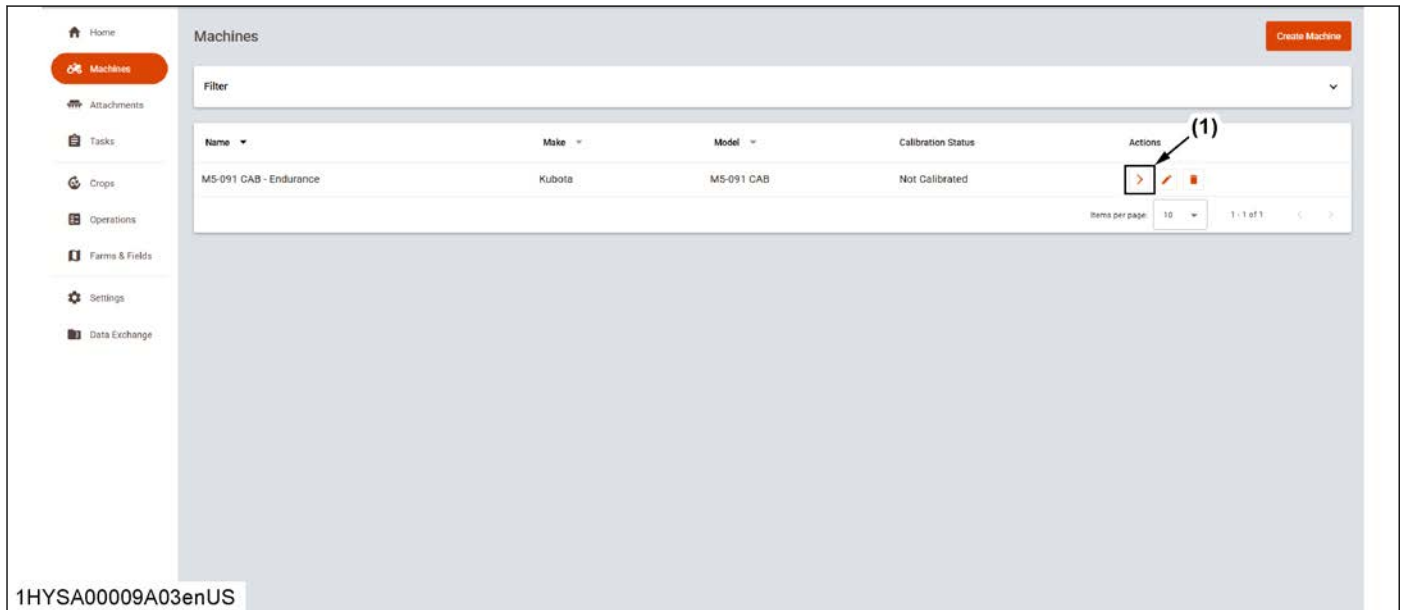 Home
Machines
Attachments
Tasks
Crops
Operations
Farms & Fields
Settings
Data Exchange
Machines
Create Machine
Filter
(1)
Name Make Model Calibration Status Actions
M5-091 CAB - Endurance Kubota M5-091 CAB Not Calibrated
Items per page: 10 1 - 1 of 1
1HYSA00009A03enUS